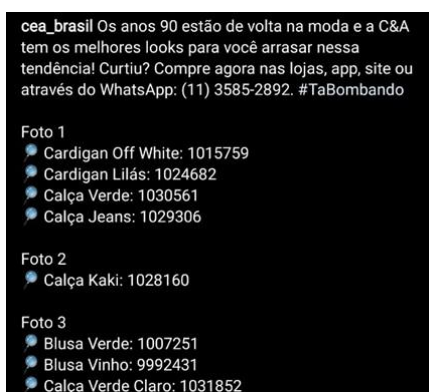 cea_brasil Os anos 90 estão de volta na moda e a C&A
tem os melhores looks para você arrasar nessa
tendência! Curtiu? Compre agora nas lojas, app, site ou
através do WhatsApp: (11) 3585-2892. #TaBombando
Foto 1
🔎 Cardigan Off White: 1015759
🔎 Cardigan Lilás: 1024682
🔎 Calça Verde: 1030561
🔎 Calça Jeans: 1029306
Foto 2
🔎 Calça Kaki: 1028160
Foto 3
🔎 Blusa Verde: 1007251
🔎 Blusa Vinho: 9992431
🔎 Calça Verde Claro: 1031852